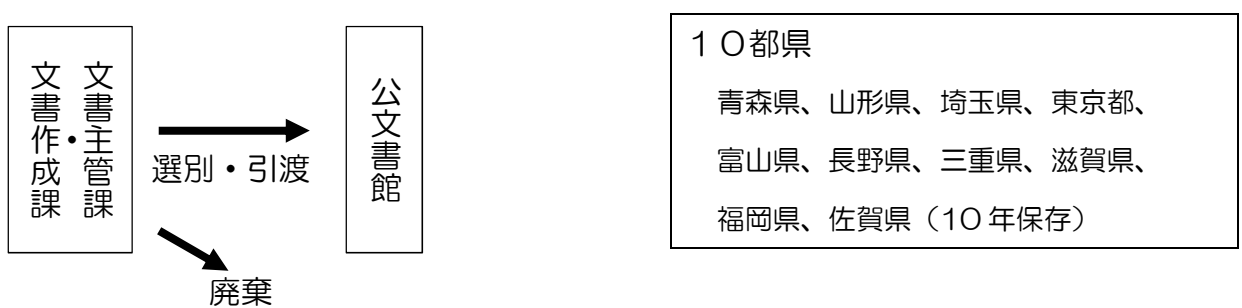 文書主管課・
文書作成課
選別・引渡
廃棄
公文書館
１０都県
青森県、山形県、埼玉県、東京都、
富山県、長野県、三重県、滋賀県、
福岡県、佐賀県（10年保存）